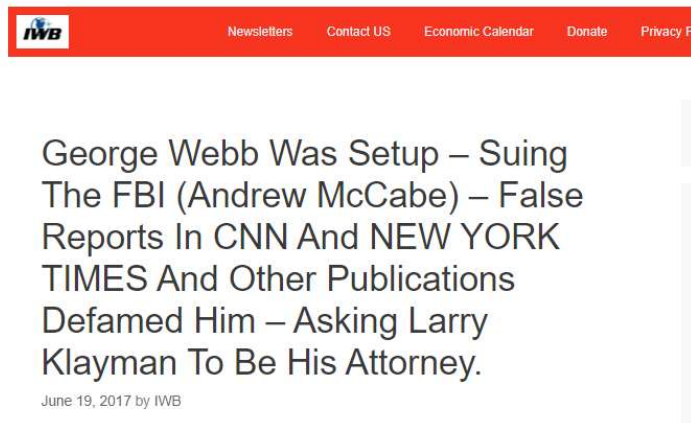 IWB
Newsletters Contact US Economic Calendar Donate Privacy
George Webb Was Setup – Suing
The FBI (Andrew McCabe) – False
Reports In CNN And NEW YORK
TIMES And Other Publications
Defamed Him – Asking Larry
Klayman To Be His Attorney.
June 19, 2017 by IWB